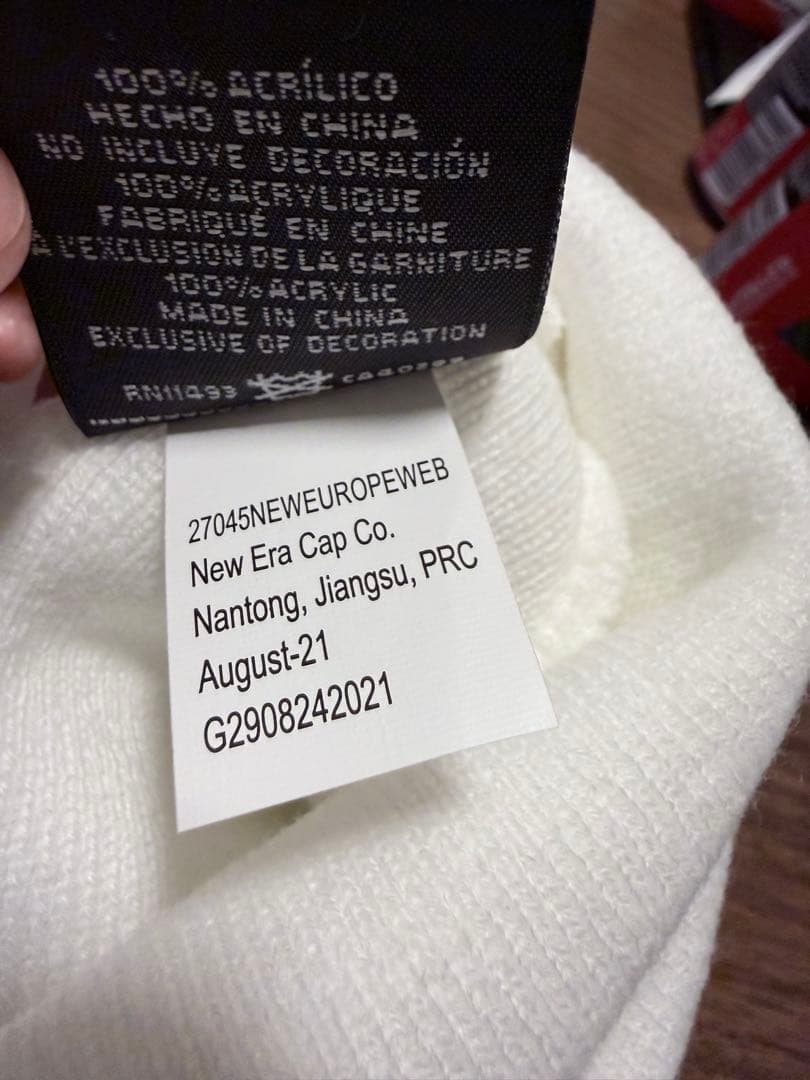 100% ACRÍLICO
HECHO EN CHINA
NO INCLUYE DECORACIÓN
100% ACRYLIQUE
FABRIQUÉ EN CHINE
À L'EXCLUSION DE LA GARNITURE
100% ACRYLIC
MADE IN CHINA
EXCLUSIVE OF DECORATION
RN11493
27045NEWEUROPEWEB
New Era Cap Co.
Nantong, Jiangsu, PRC
August-21
G2908242021